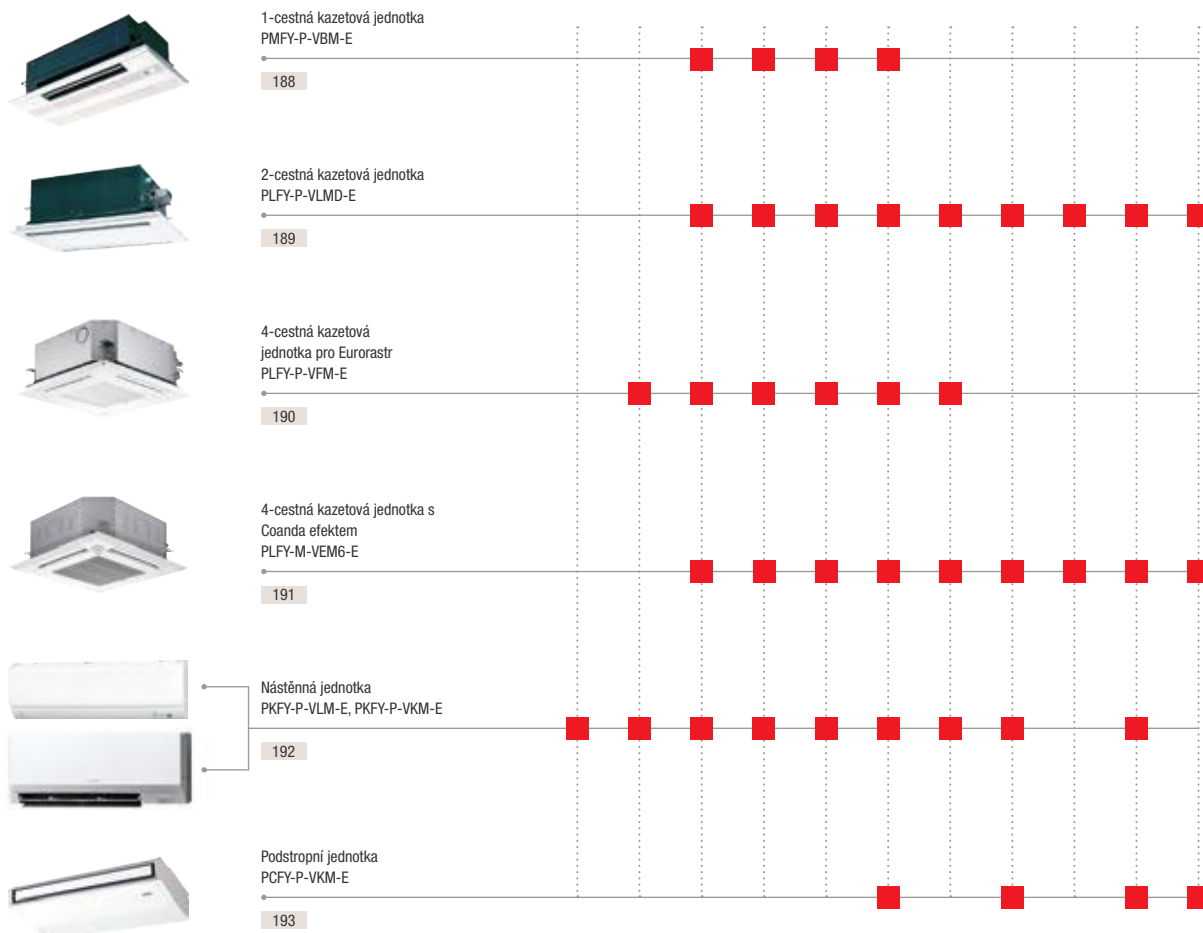 1-cestná kazetová jednotka
PMFY-P-VBM-E
188
2-cestná kazetová jednotka
PLFY-P-VLMD-E
189
4-cestná kazetová
jednotka pro Eurorastr
PLFY-P-VFM-E
190
4-cestná kazetová jednotka s
Coanda efektem
PLFY-M-VEM6-E
191
Nástěnná jednotka
PKFY-P-VLM-E, PKFY-P-VKM-E
192
Podstropní jednotka
PCFY-P-VKM-E
193